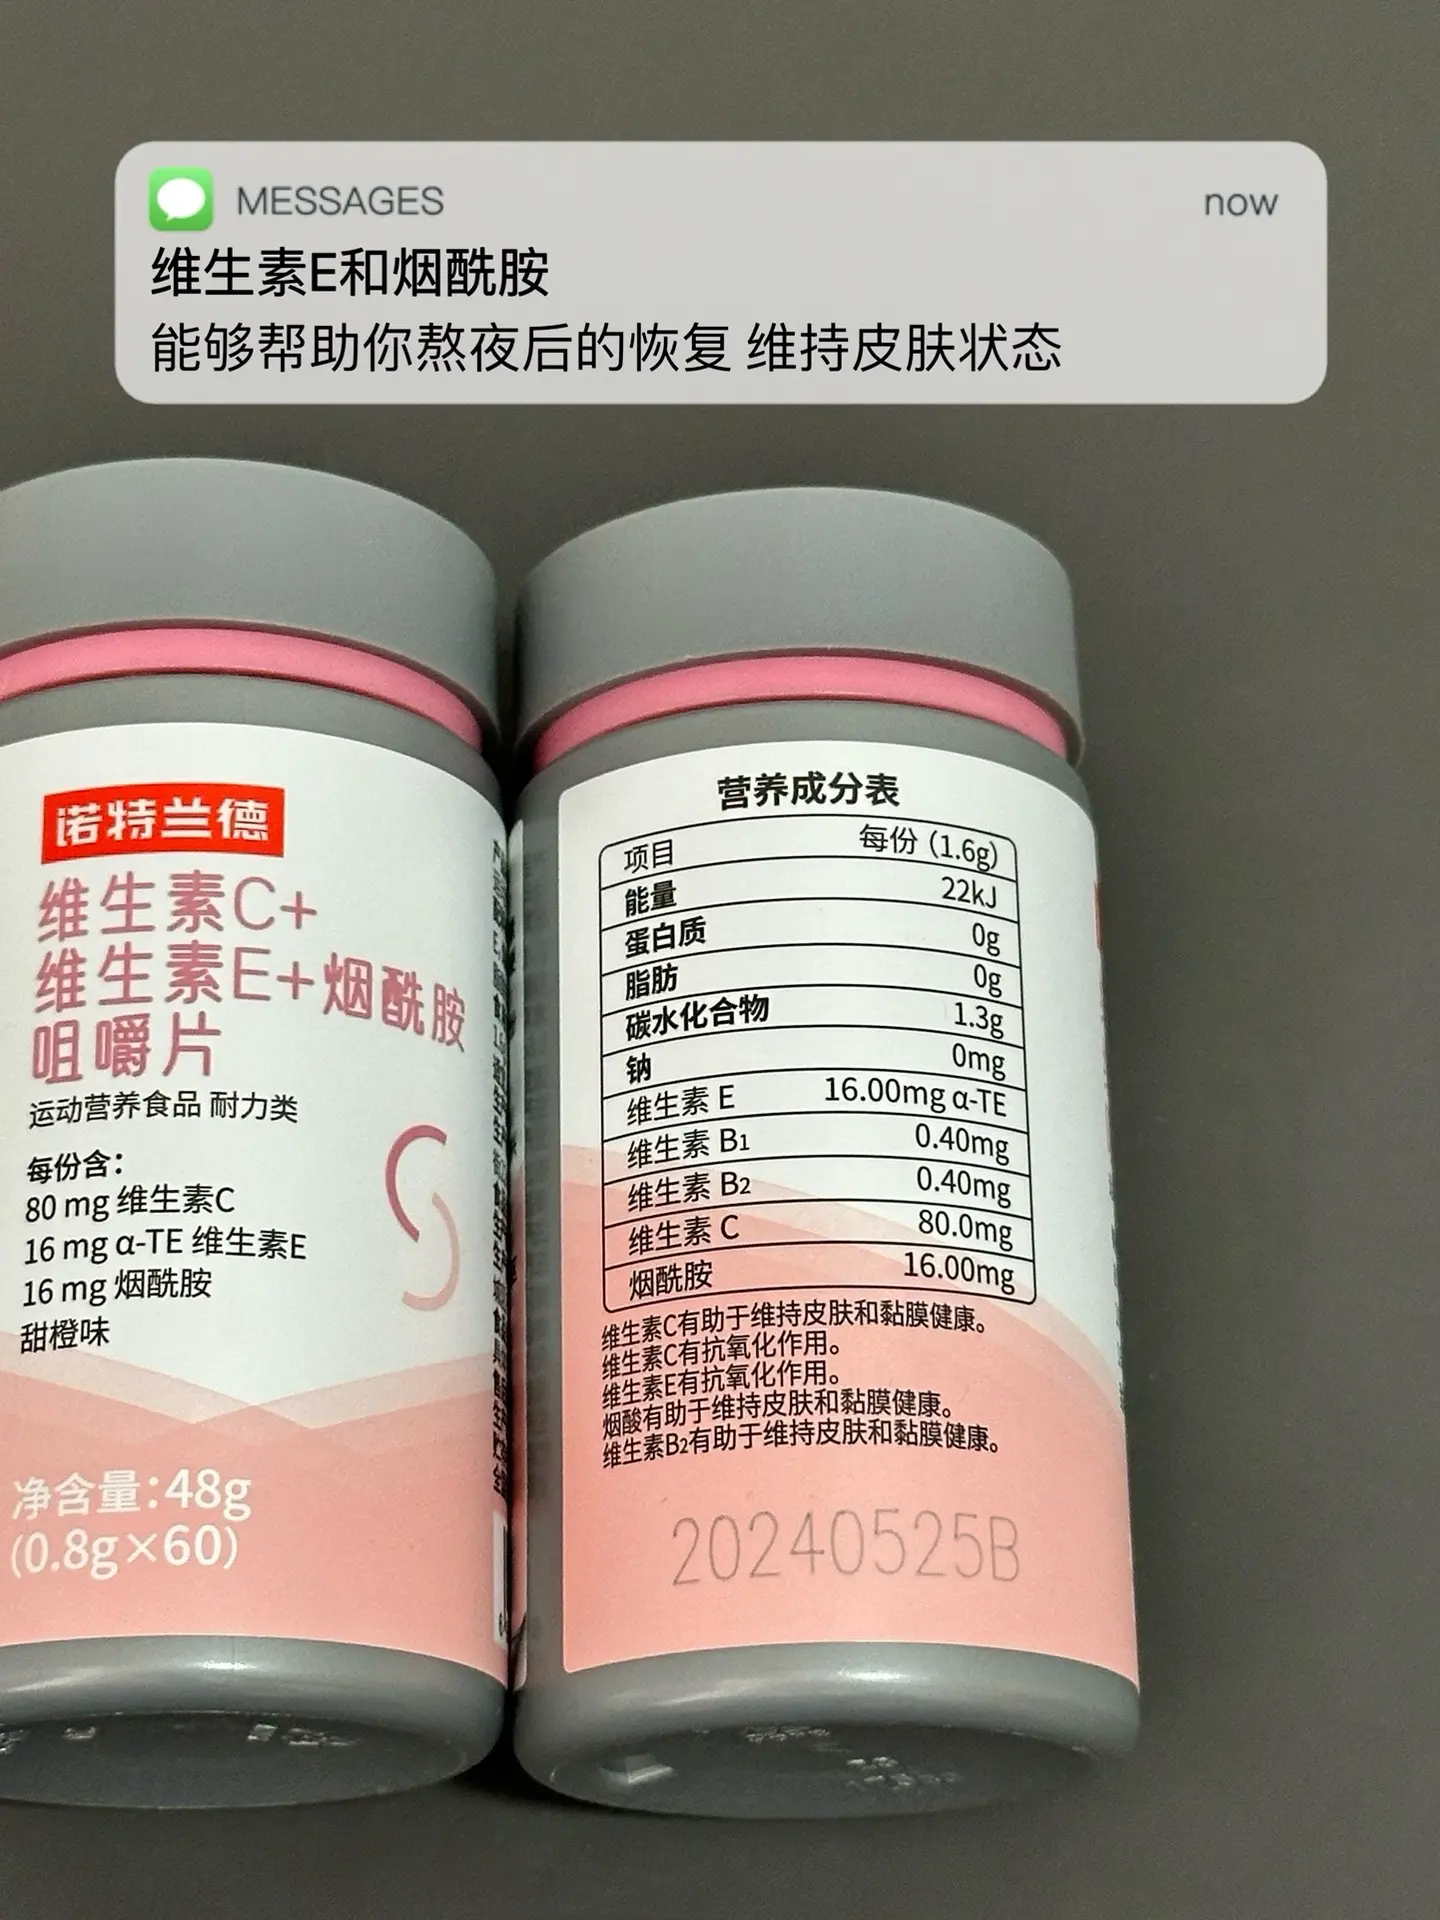 MESSAGES
now
维生素E和烟酰胺
能够帮助你熬夜后的恢复 维持皮肤状态
诺特兰德
维生素C+
维生素E+烟酰胺
咀嚼片
运动营养食品 耐力类
每份含:
80 mg 维生素C
16 mg α-TE 维生素E
16 mg 烟酰胺
甜橙味
净含量:48g
(0.8g×60)
营养成分表
项目 每份 (1.6g)
能量 22kJ
蛋白质 0g
脂肪 0g
碳水化合物 1.3g
钠 0mg
维生素 E 16.00mg α-TE
维生素 B1 0.40mg
维生素 B2 0.40mg
维生素 C 80.0mg
烟酰胺 16.00mg
维生素C有助于维持皮肤和黏膜健康。
维生素C有抗氧化作用。
维生素E有抗氧化作用。
烟酸有助于维持皮肤和黏膜健康。
维生素B2有助于维持皮肤和黏膜健康。
20240525B